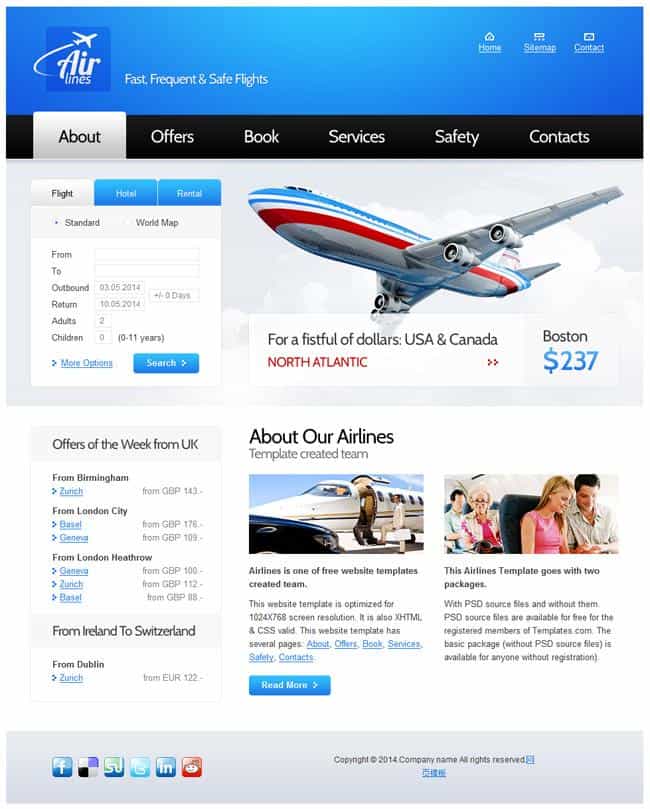 Air
lines
Fast, Frequent & Safe Flights
Home
Sitemap
Contact
About
Offers
Book
Services
Safety
Contacts
Flight
Hotel
Rental
Standard
World Map
From
To
Outbound
03.05.2014
+/- 0 Days
Return
10.05.2014
Adults
2
Children
0
(0-11 years)
More Options
Search
For a fistful of dollars: USA & Canada
NORTH ATLANTIC
Boston
$237
Offers of the Week from UK
From Birmingham
Zurich from GBP 143.-
From London City
Basel from GBP 176.-
Geneva from GBP 109.-
From London Heathrow
Geneva from GBP 100.-
Zurich from GBP 112.-
Basel from GBP 88.-
From Ireland To Switzerland
From Dublin
Zurich from EUR 122.-
About Our Airlines
Template created team
Airlines is one of free website templates
created team.
This website template is optimized for
1024X768 screen resolution. It is also XHTML
& CSS valid. This website template has
several pages: About, Offers, Book, Services,
Safety, Contacts.
Read More
This Airlines Template goes with two
packages.
With PSD source files and without them.
PSD source files are available for free for the
registered members of Templates.com. The
basic package (without PSD source files) is
available for anyone without registration).
Copyright © 2014.Company name All rights reserved.网
页模板